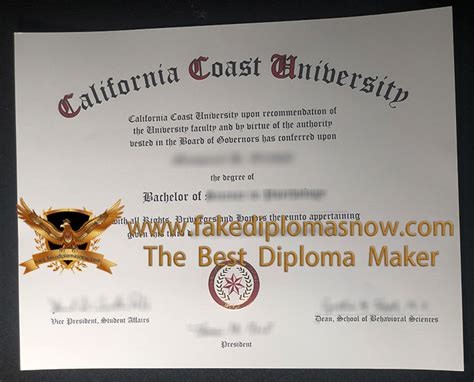 California Coast University
California Coast University upon recommendation of
the University faculty and by virtue of the authority
vested in the Board of Governors has conferred upon
the degree of
Bachelor of
with all Rights, Privileges and Honors thereunto appertaining
given this
www.fakediplomasnow.com
The Best Diploma Maker
Vice President, Student Affairs
Dean, School of Behavioral Sciences
President